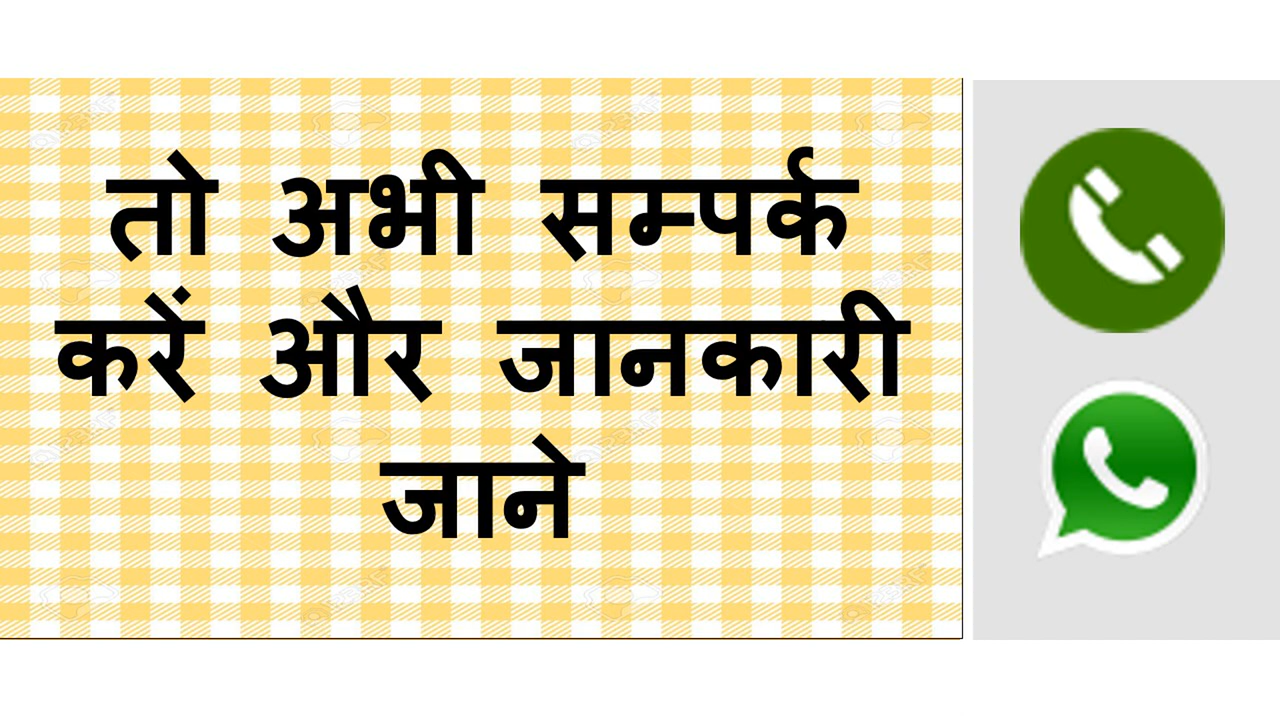 तो अभी सम्पर्क
करें और जानकारी
जाने